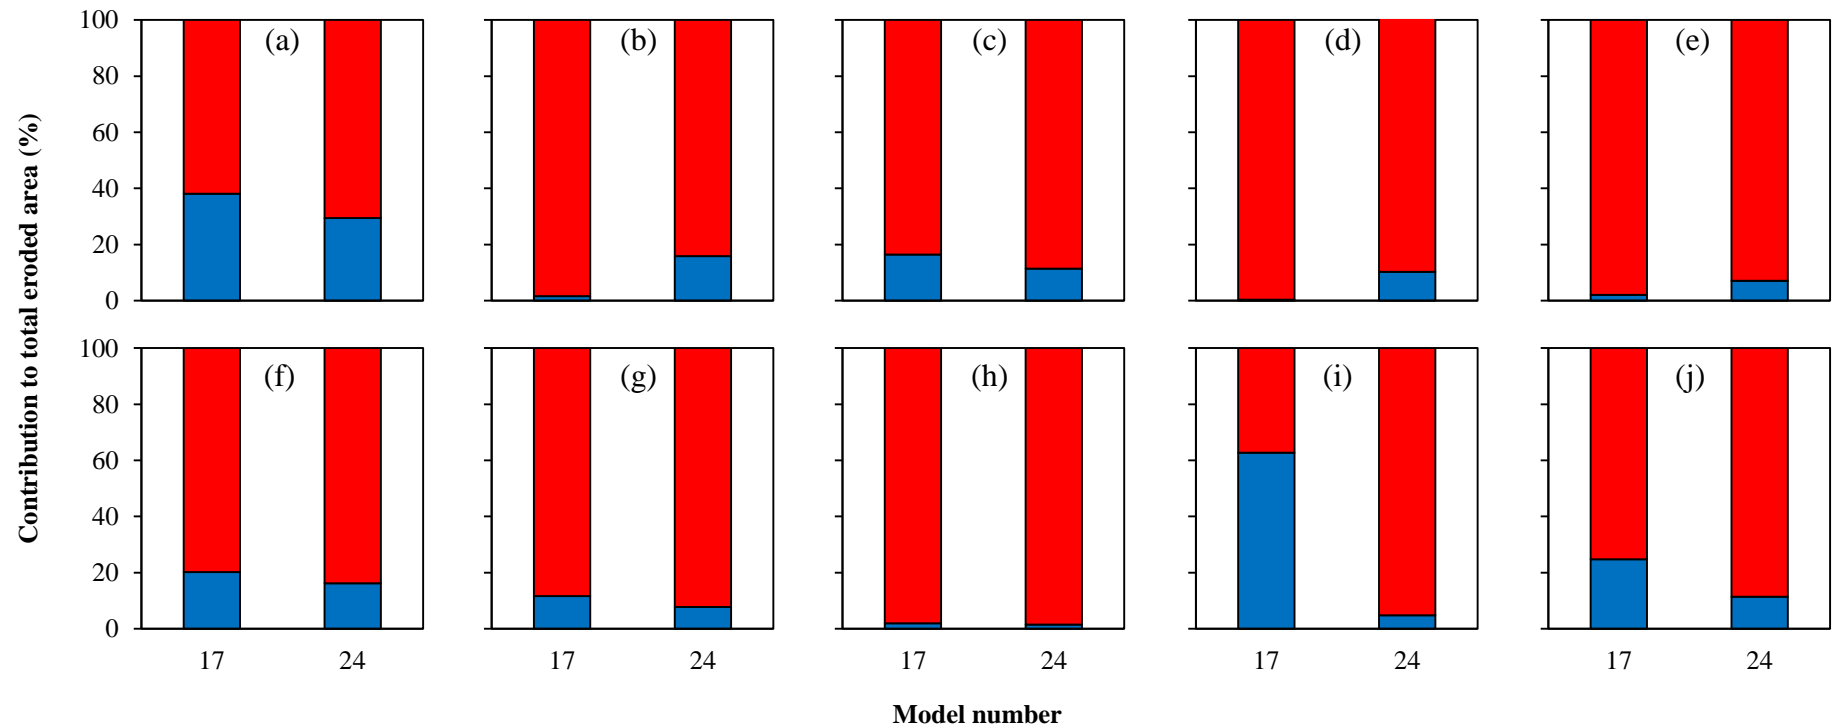 Contribution to total eroded area (%)
100 (a) (b) (c) (d) (e)
80
60
40
20
0
100 (f) (g) (h) (i) (j)
80
60
40
20
0
17 24 17 24 17 24 17 24 17 24
Model number